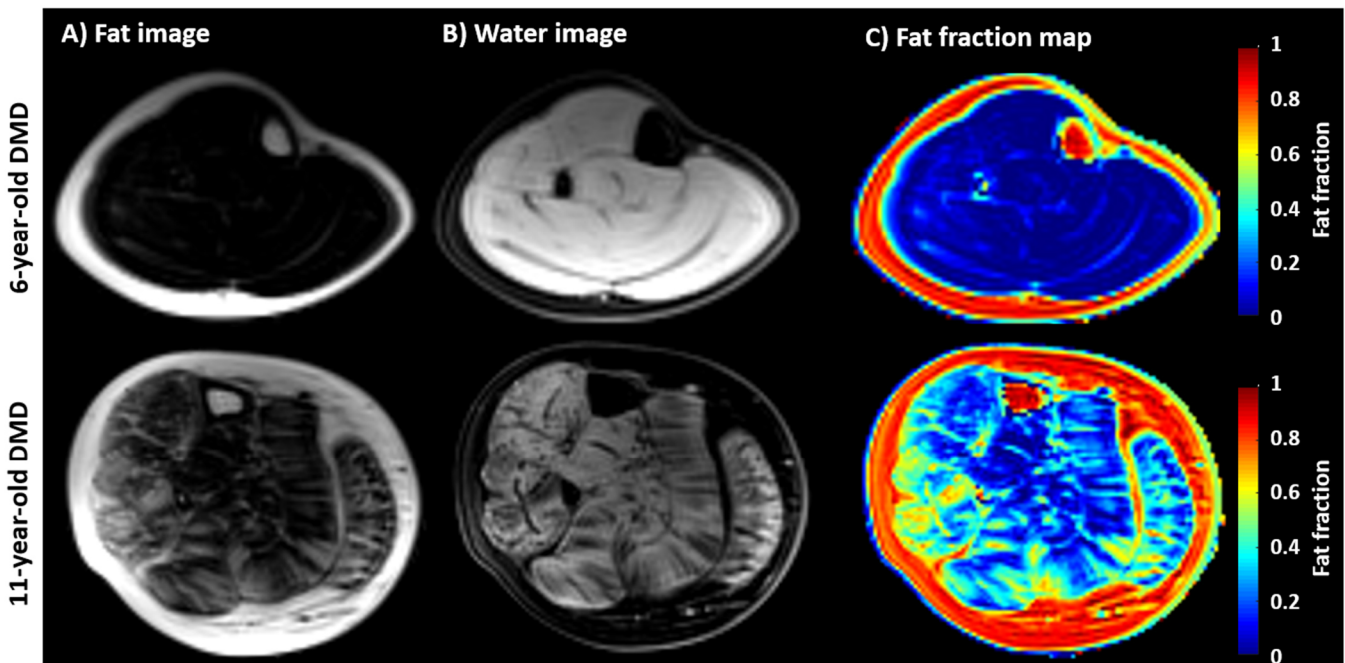 A) Fat image
B) Water image
C) Fat fraction map
6-year-old DMD
1
0.8
0.6
0.4
0.2
0
Fat fraction
11-year-old DMD
1
0.8
0.6
0.4
0.2
0
Fat fraction